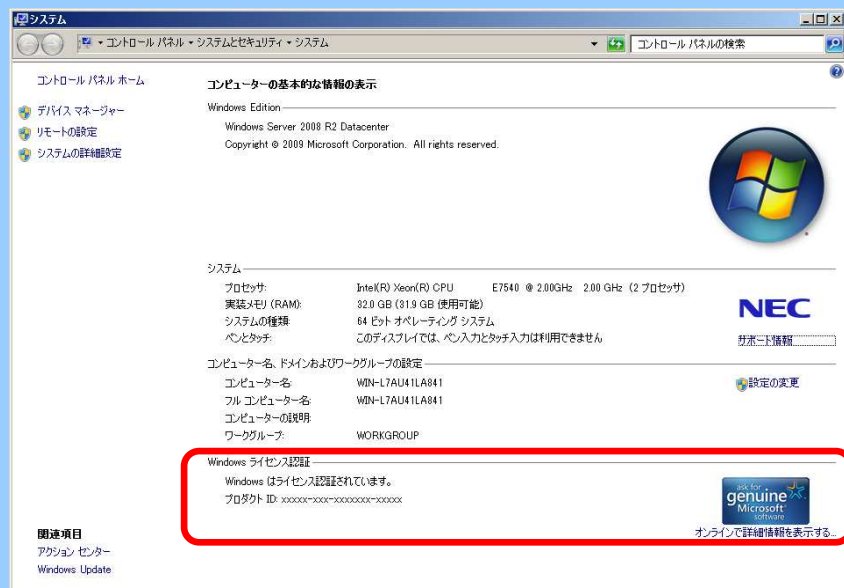 システム
コントロール パネル ▾ システムとセキュリティ ▾ システム
コントロール パネルの検索
コントロール パネル ホーム
デバイス マネージャー
リモートの設定
システムの詳細設定
コンピューターの基本的な情報の表示
Windows Edition
Windows Server 2008 R2 Datacenter
Copyright © 2009 Microsoft Corporation. All rights reserved.
システム
プロセッサ: Intel(R) Xeon(R) CPU E7540 @ 2.00GHz 2.00 GHz (2 プロセッサ)
実装メモリ (RAM): 32.0 GB (31.9 GB 使用可能)
システムの種類: 64 ビット オペレーティング システム
ペンとタッチ: このディスプレイでは、ペン入力とタッチ入力は利用できません
NEC
サポート情報
コンピューター名、ドメインおよびワークグループの設定
コンピューター名: WIN-L7AU41LA841
設定の変更
フル コンピューター名: WIN-L7AU41LA841
コンピューターの説明:
ワークグループ: WORKGROUP
Windows ライセンス認証
Windows はライセンス認証されています。
プロダクト ID: xxxxx-xxx-xxxxxxx-xxxxx
ask for
genuine
Microsoft
software
オンラインで詳細情報を表示する...
関連項目
アクション センター
Windows Update